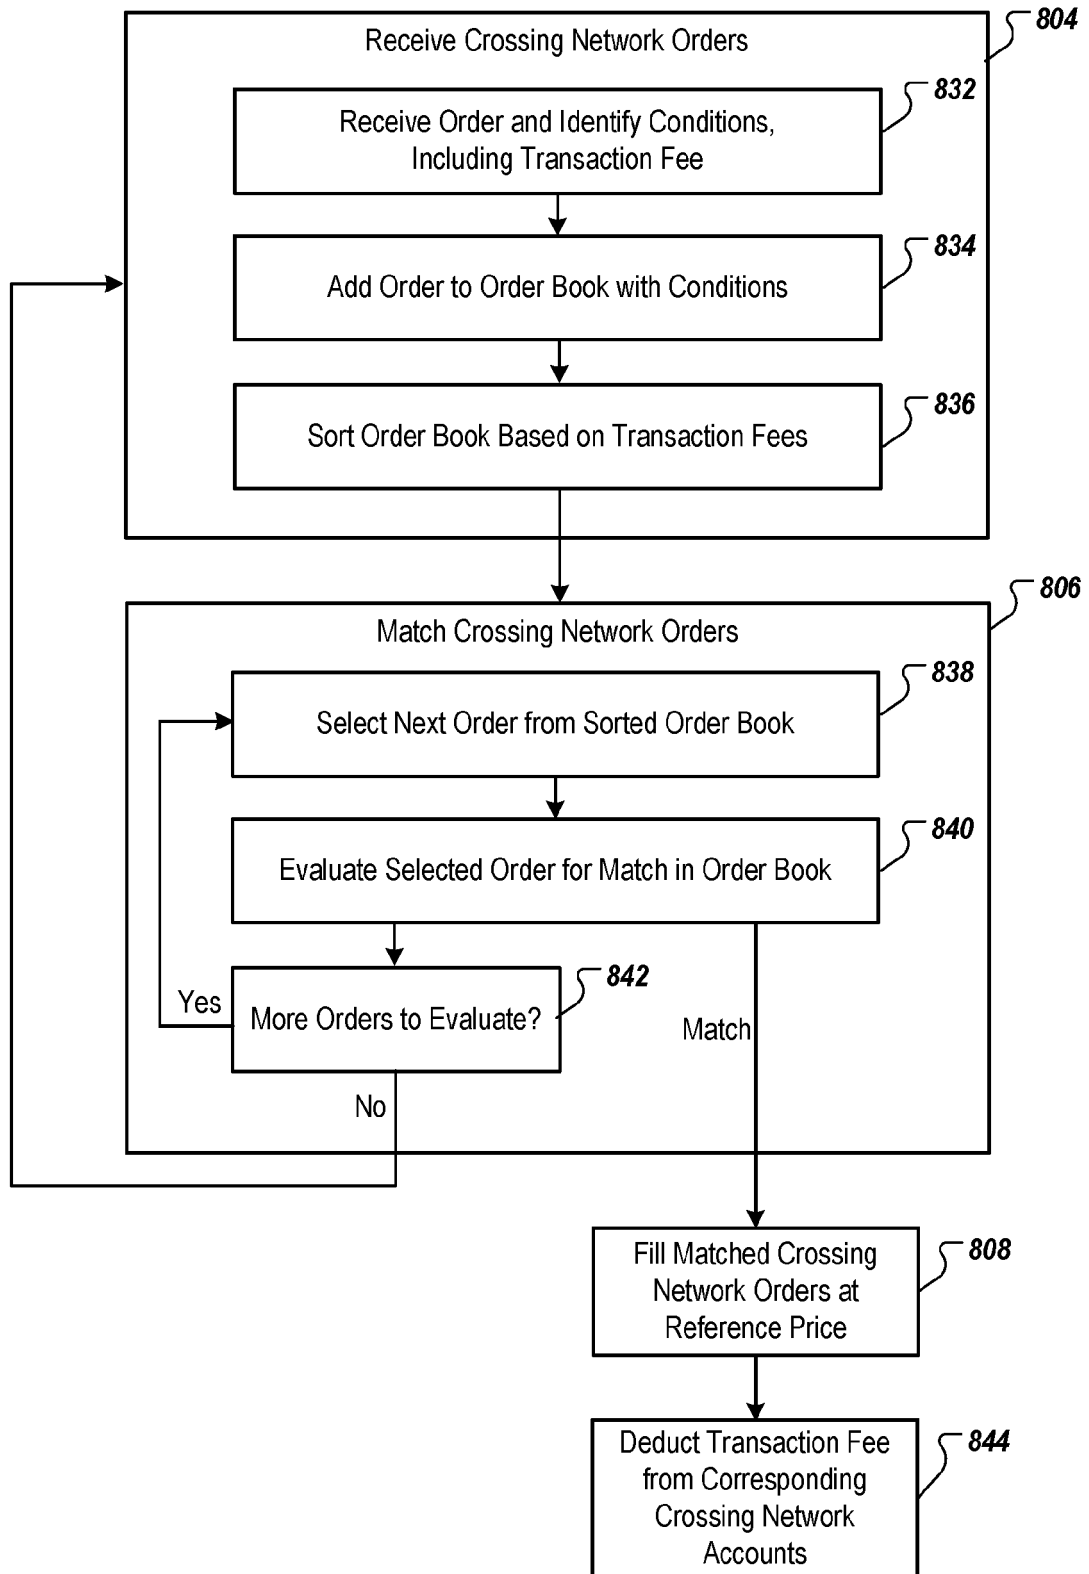 804
Receive Crossing Network Orders
832
Receive Order and Identify Conditions,
Including Transaction Fee
834
Add Order to Order Book with Conditions
836
Sort Order Book Based on Transaction Fees
806
Match Crossing Network Orders
838
Select Next Order from Sorted Order Book
840
Evaluate Selected Order for Match in Order Book
842
Yes
More Orders to Evaluate?
Match
No
808
Fill Matched Crossing
Network Orders at
Reference Price
844
Deduct Transaction Fee
from Corresponding
Crossing Network
Accounts